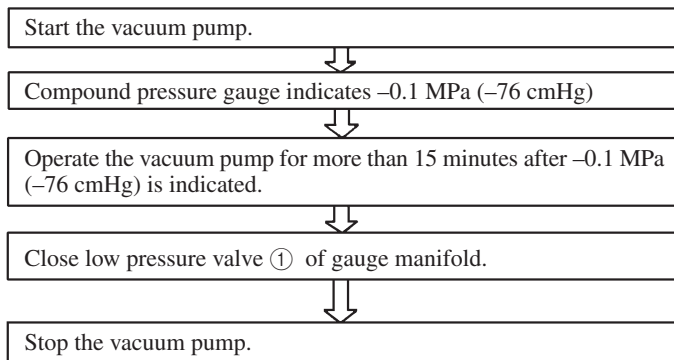 Start the vacuum pump.
Compound pressure gauge indicates –0.1 MPa (–76 cmHg)
Operate the vacuum pump for more than 15 minutes after –0.1 MPa
(–76 cmHg) is indicated.
Close low pressure valve ① of gauge manifold.
Stop the vacuum pump.